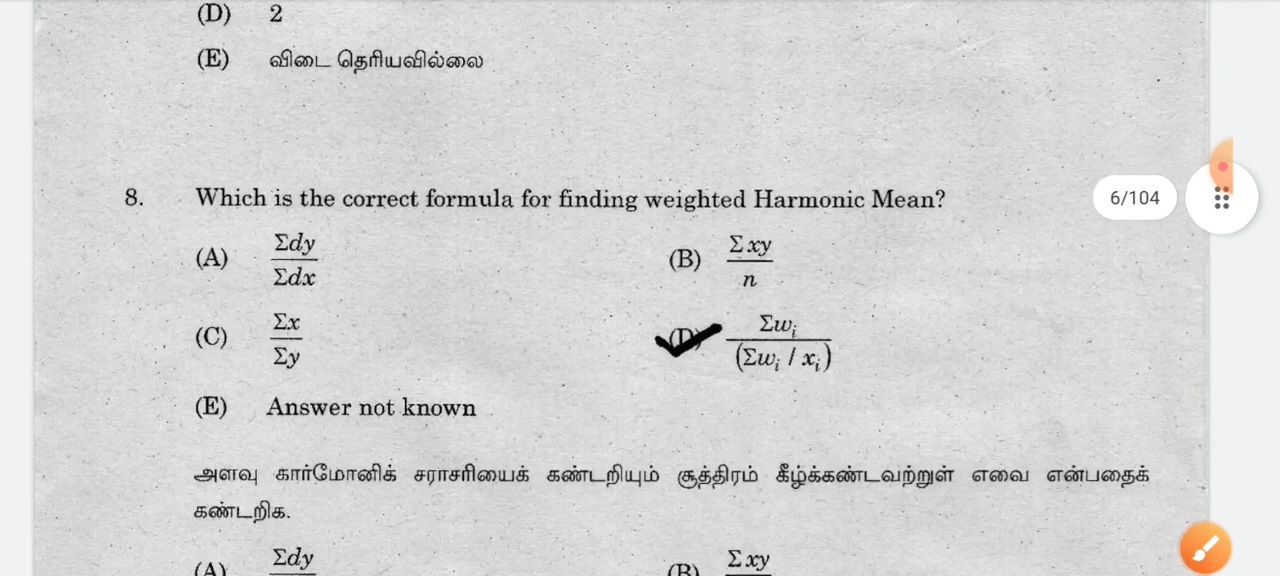 (D) 2
(E) விடை தெரியவில்லை
8. Which is the correct formula for finding weighted Harmonic Mean?
6/104
(A) Σdy / Σdx (B) Σxy / n
(C) Σx / Σy (D) Σwᵢ / (Σwᵢ / xᵢ)
(E) Answer not known
அளவு கார்மோனிக் சராசரியைக் கண்டறியும் சூத்திரம் கீழ்க்கண்டவற்றுள் எவை என்பதைக்
கண்டறிக.
(A) Σdy (B) Σxy